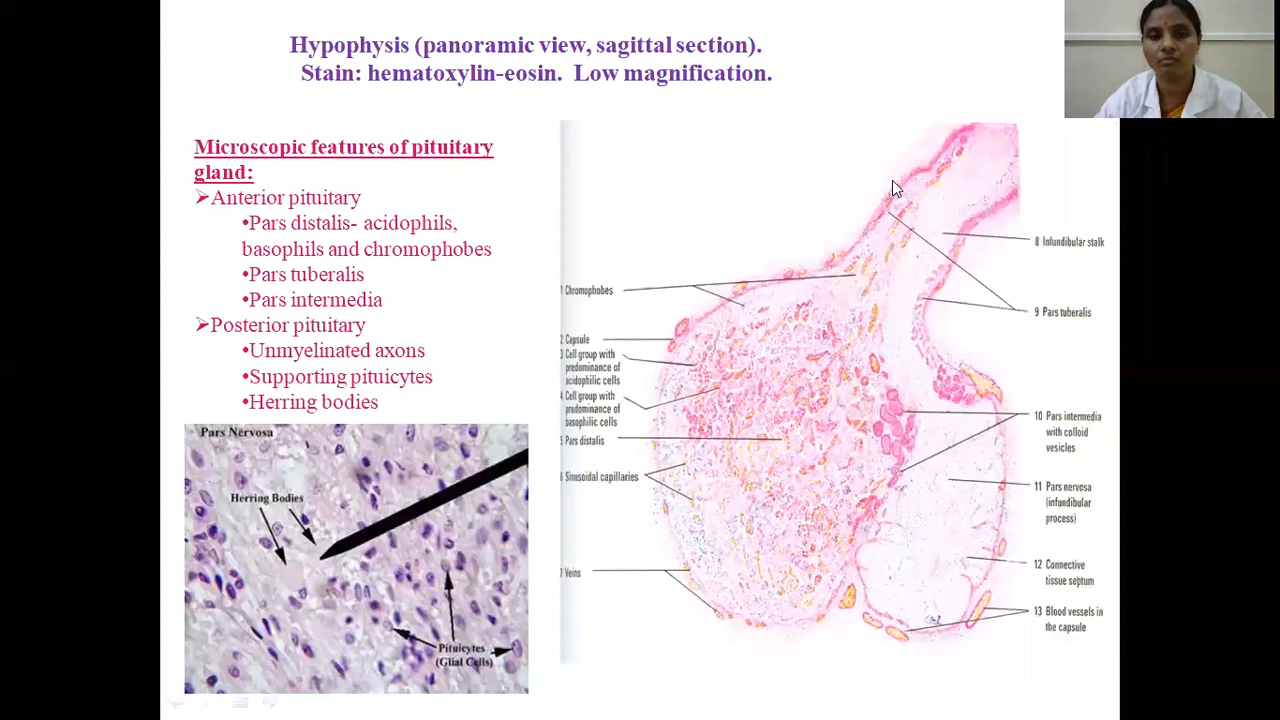 Hypophysis (panoramic view, sagittal section).
Stain: hematoxylin-eosin.  Low magnification.
Microscopic features of pituitary
gland:
➢Anterior pituitary
•Pars distalis- acidophils,
basophils and chromophobes
•Pars tuberalis
•Pars intermedia
➢Posterior pituitary
•Unmyelinated axons
•Supporting pituicytes
•Herring bodies
Pars Nervosa
Herring Bodies
Pituicytes
(Glial Cells)
1 Chromophobes
2 Capsule
3 Cell group with
predominance of
acidophilic cells
4 Cell group with
predominance of
basophilic cells
5 Pars distalis
6 Sinusoidal capillaries
7 Veins
8 Infundibular stalk
9 Pars tuberalis
10 Pars intermedia
with colloid
vesicles
11 Pars nervosa
(infundibular
process)
12 Connective
tissue septum
13 Blood vessels in
the capsule